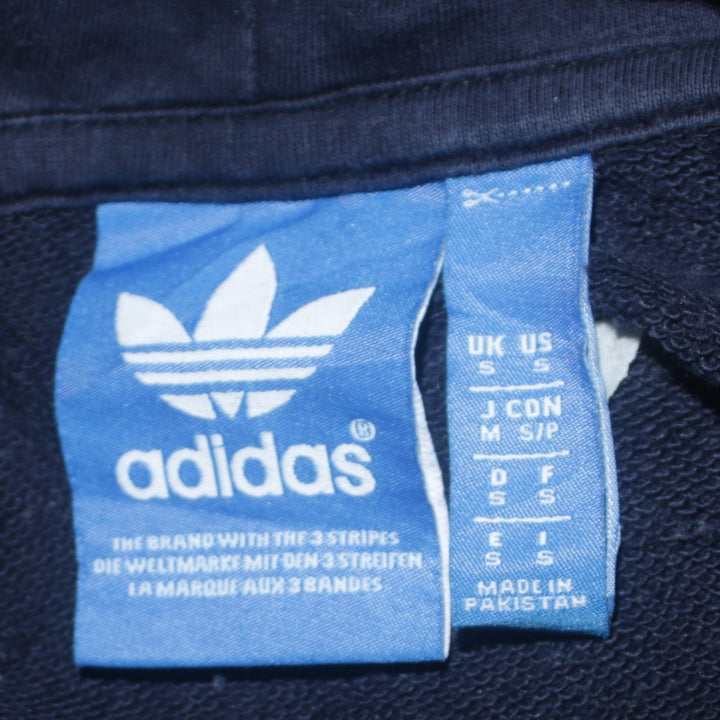 adidas®
THE BRAND WITH THE 3 STRIPES
DIE WELTMARKE MIT DEN 3 STREIFEN
LA MARQUE AUX 3 BANDES
UK US
S S
J CDN
M S/P
D F
S S
E I
S S
MADE IN
PAKISTAN